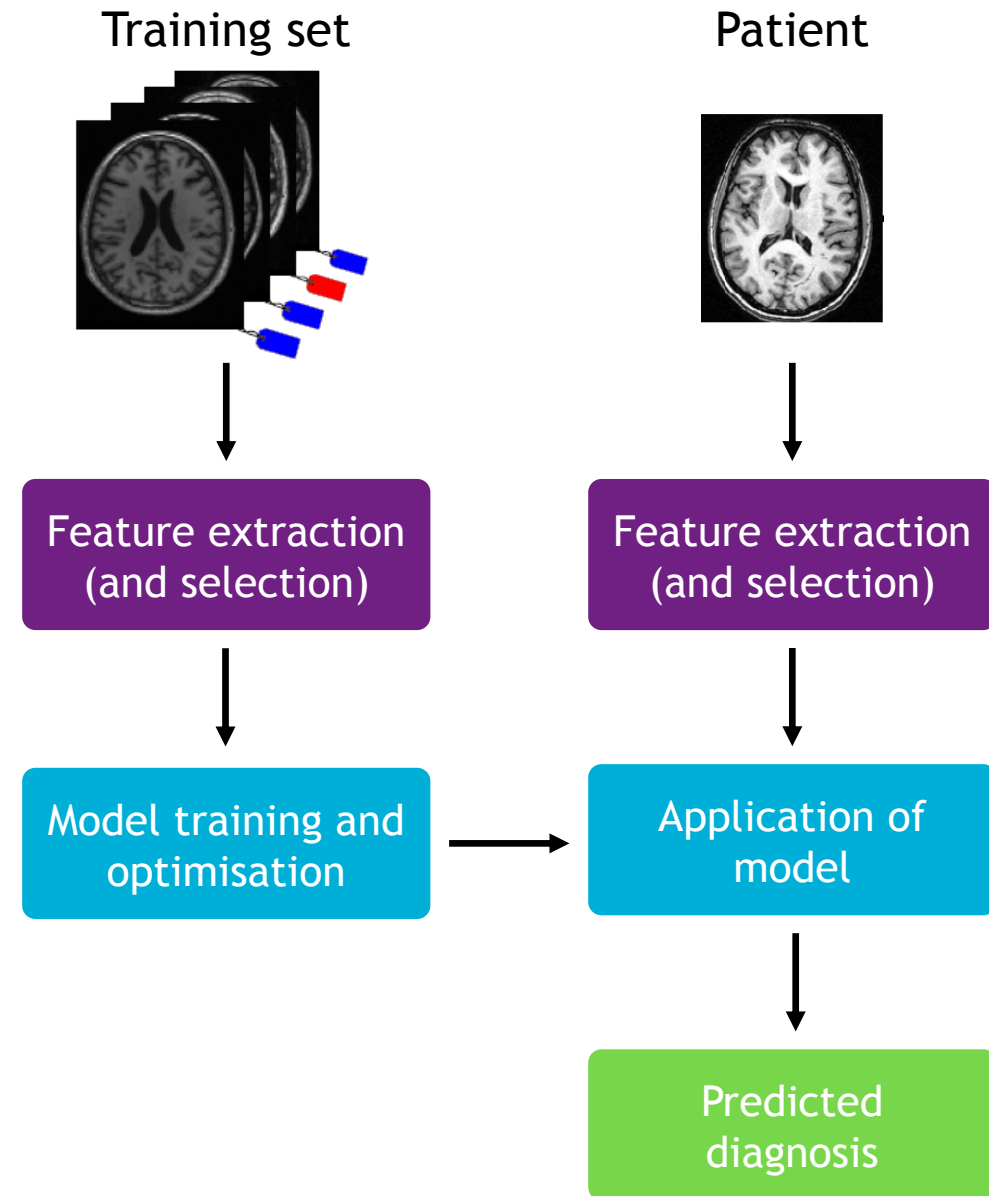 Training set
Patient
Feature extraction
(and selection)
Feature extraction
(and selection)
Model training and
optimisation
Application of
model
Predicted
diagnosis